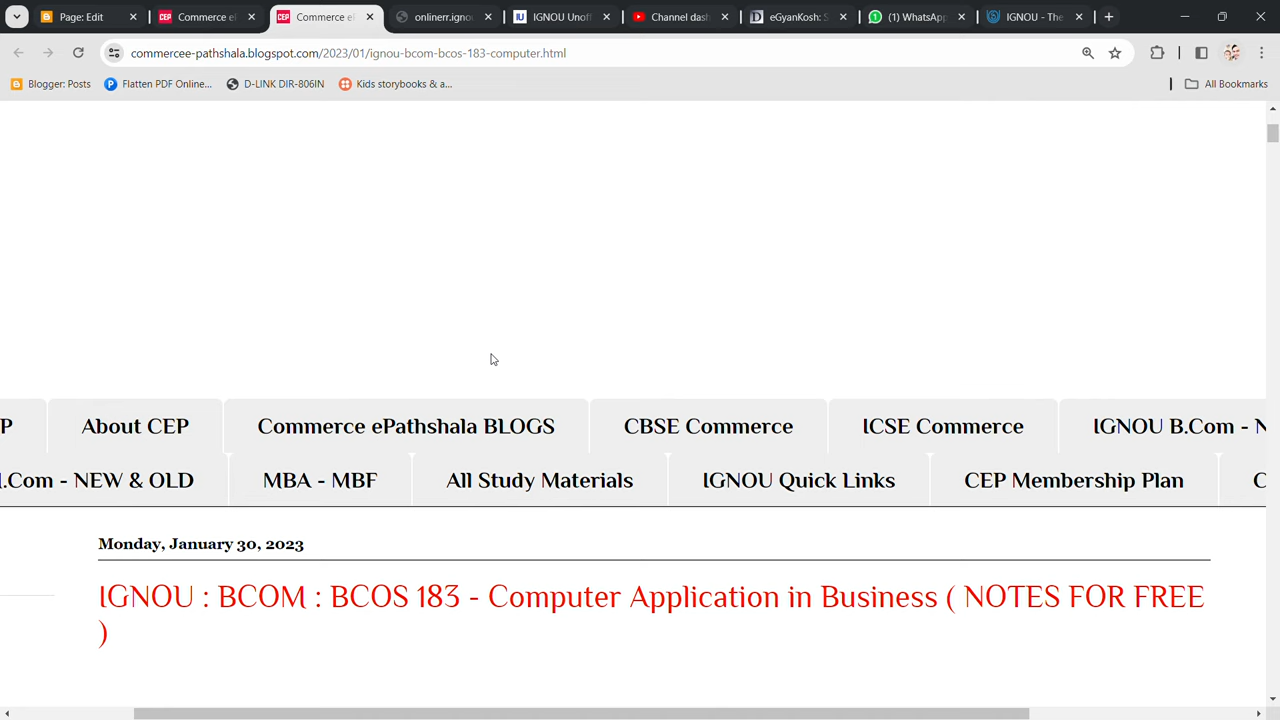 Page: Edit
Commerce e
Commerce e
onlinerr.igno
IGNOU Unof
Channel dash
eGyanKosh: S
(1) WhatsApp
IGNOU - The
commercee-pathshala.blogspot.com/2023/01/ignou-bcom-bcos-183-computer.html
Blogger: Posts
Flatten PDF Online...
D-LINK DIR-806IN
Kids storybooks & a...
All Bookmarks
P
About CEP
Commerce ePathshala BLOGS
CBSE Commerce
ICSE Commerce
IGNOU B.Com - N
.Com - NEW & OLD
MBA - MBF
All Study Materials
IGNOU Quick Links
CEP Membership Plan
C
Monday, January 30, 2023
IGNOU : BCOM : BCOS 183 - Computer Application in Business ( NOTES FOR FREE
)